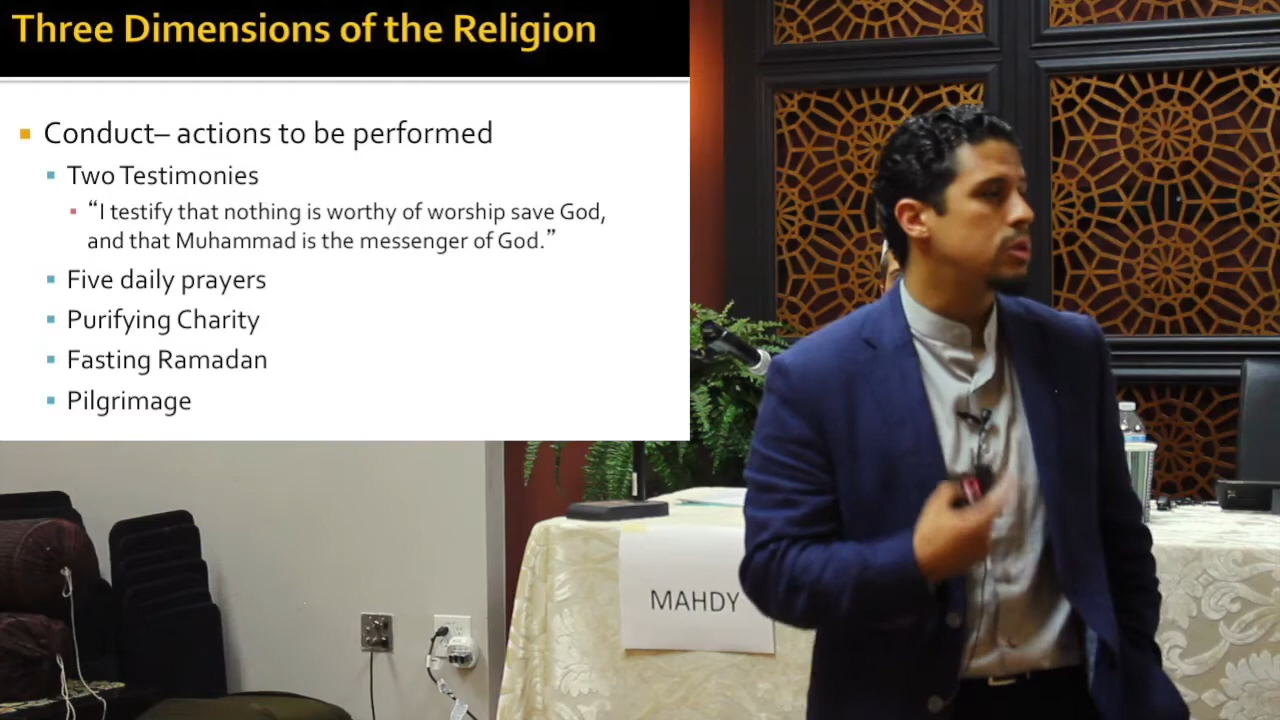 Three Dimensions of the Religion
Conduct– actions to be performed
Two Testimonies
“I testify that nothing is worthy of worship save God,
and that Muhammad is the messenger of God.”
Five daily prayers
Purifying Charity
Fasting Ramadan
Pilgrimage
MAHDY